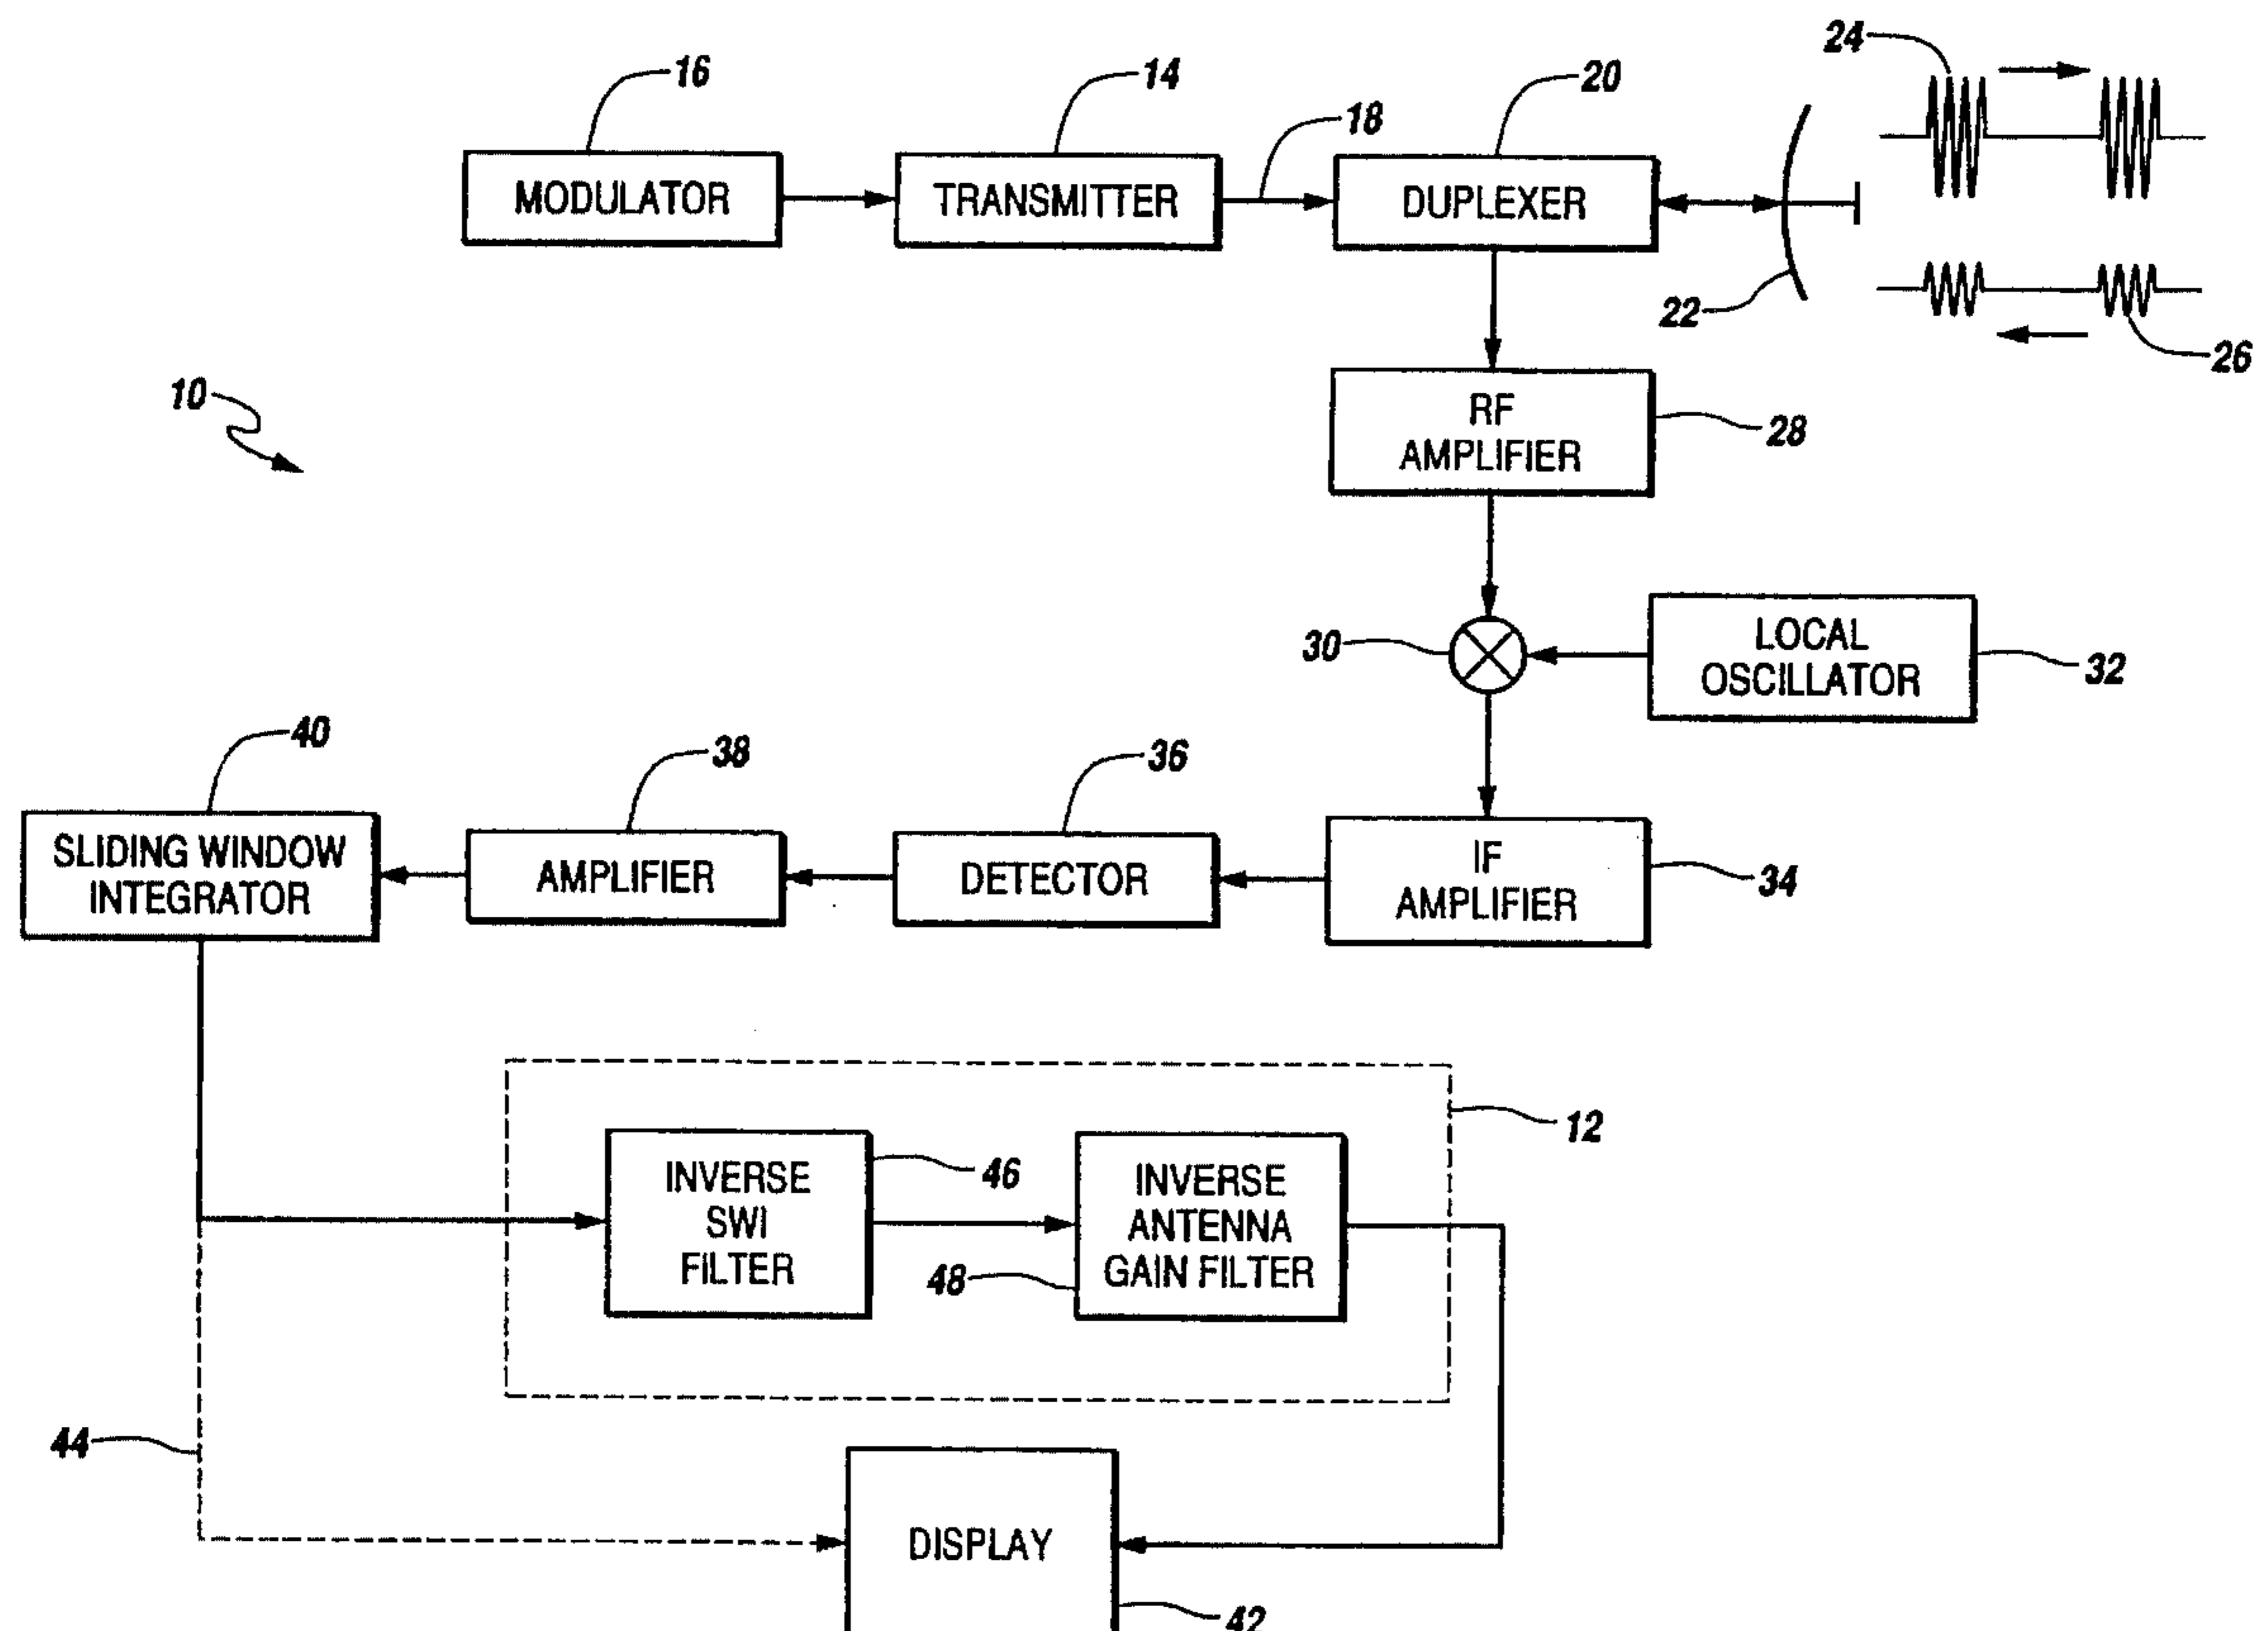 16
14
20
24
18
MODULATOR
TRANSMITTER
DUPLEXER
22
26
10
RF
AMPLIFIER
28
30
LOCAL
OSCILLATOR
32
40
38
36
SLIDING WINDOW
INTEGRATOR
AMPLIFIER
DETECTOR
IF
AMPLIFIER
34
12
INVERSE
SWI
FILTER
46
INVERSE
ANTENNA
GAIN FILTER
48
44
DISPLAY
42